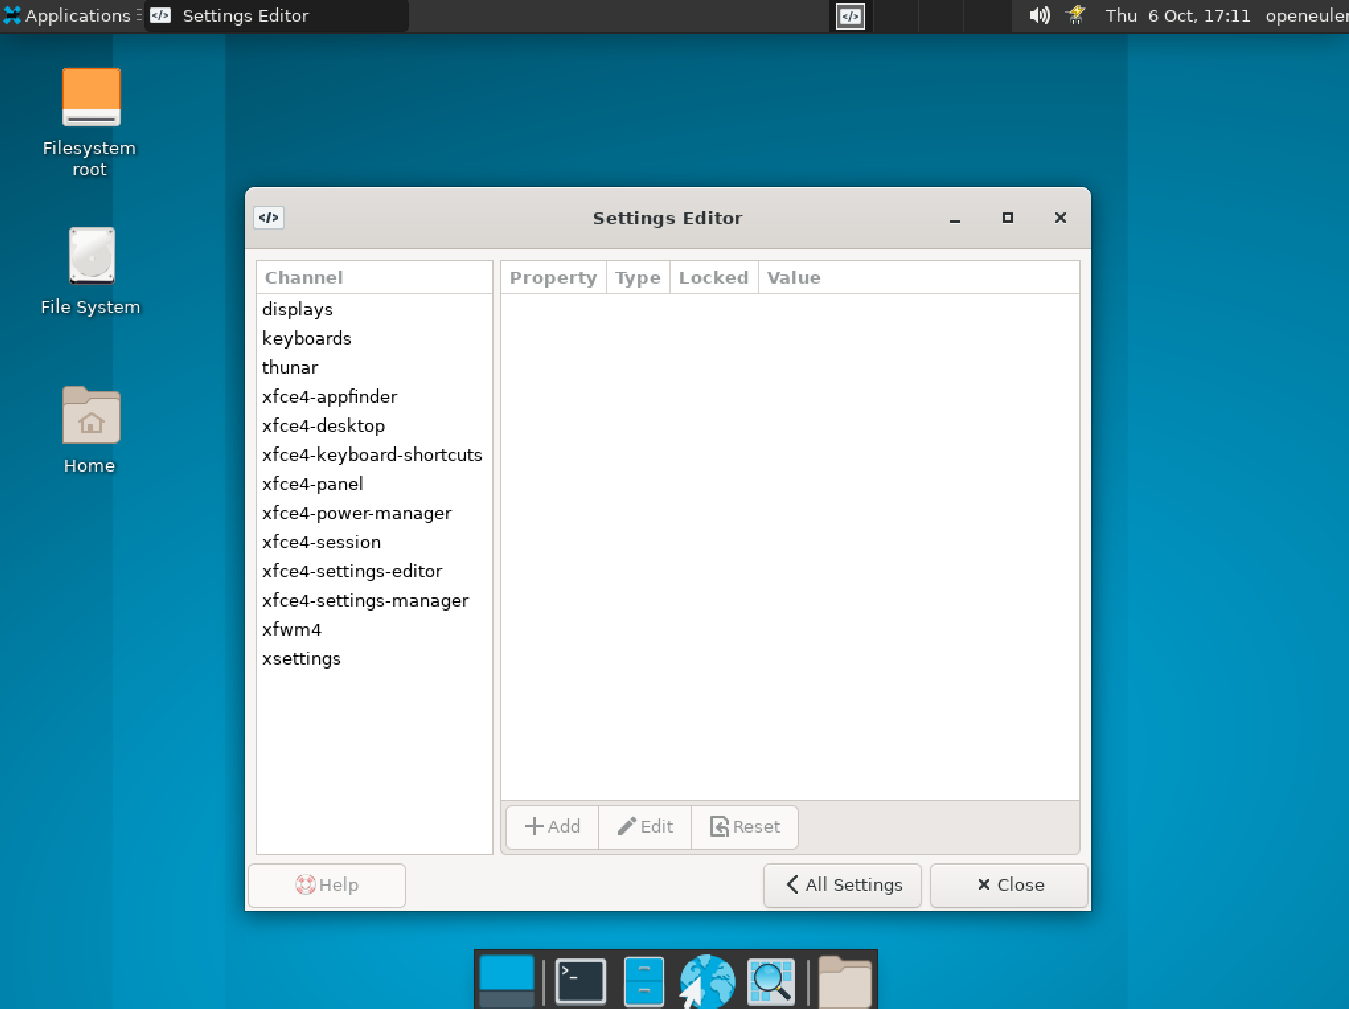 Applications
Settings Editor
Thu 6 Oct, 17:11
openeuler
Filesystem
root
File System
Home
Settings Editor
Channel
displays
keyboards
thunar
xfce4-appfinder
xfce4-desktop
xfce4-keyboard-shortcuts
xfce4-panel
xfce4-power-manager
xfce4-session
xfce4-settings-editor
xfce4-settings-manager
xfwm4
xsettings
Property Type Locked Value
Add Edit Reset
Help
All Settings
Close